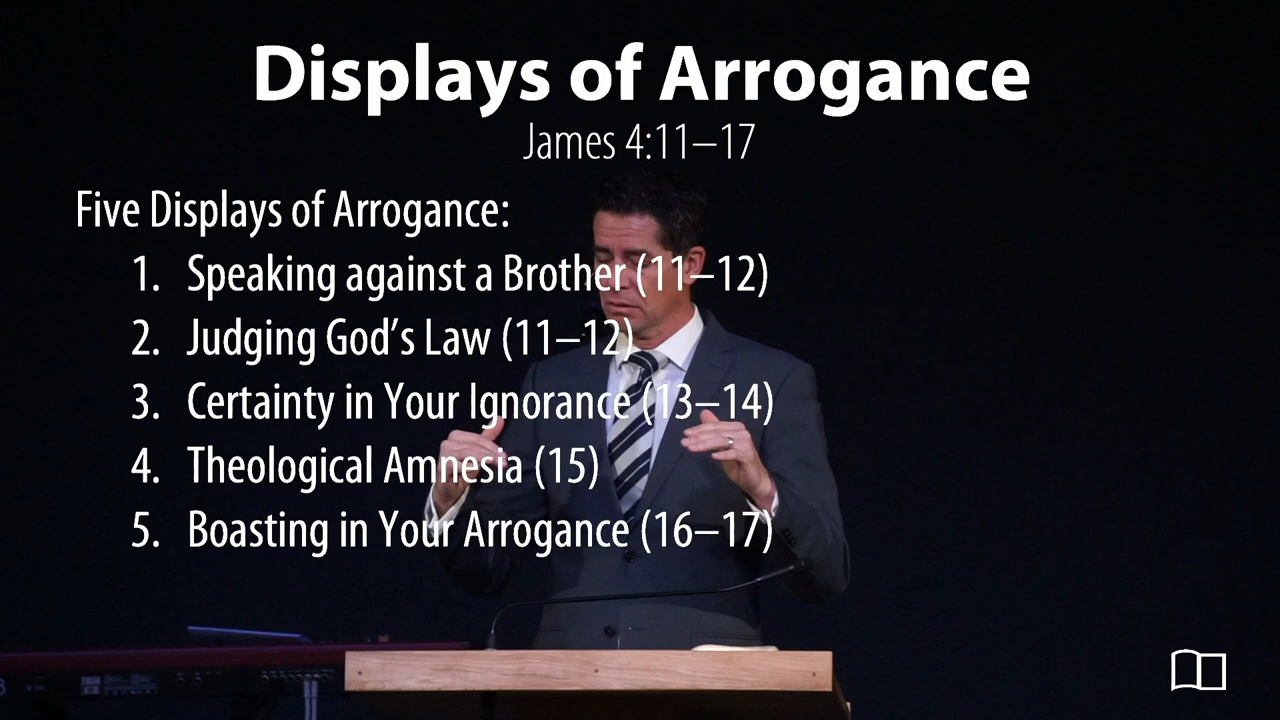 Displays of Arrogance
James 4:11–17
Five Displays of Arrogance:
1. Speaking against a Brother (11–12)
2. Judging God's Law (11–12)
3. Certainty in Your Ignorance (13–14)
4. Theological Amnesia (15)
5. Boasting in Your Arrogance (16–17)